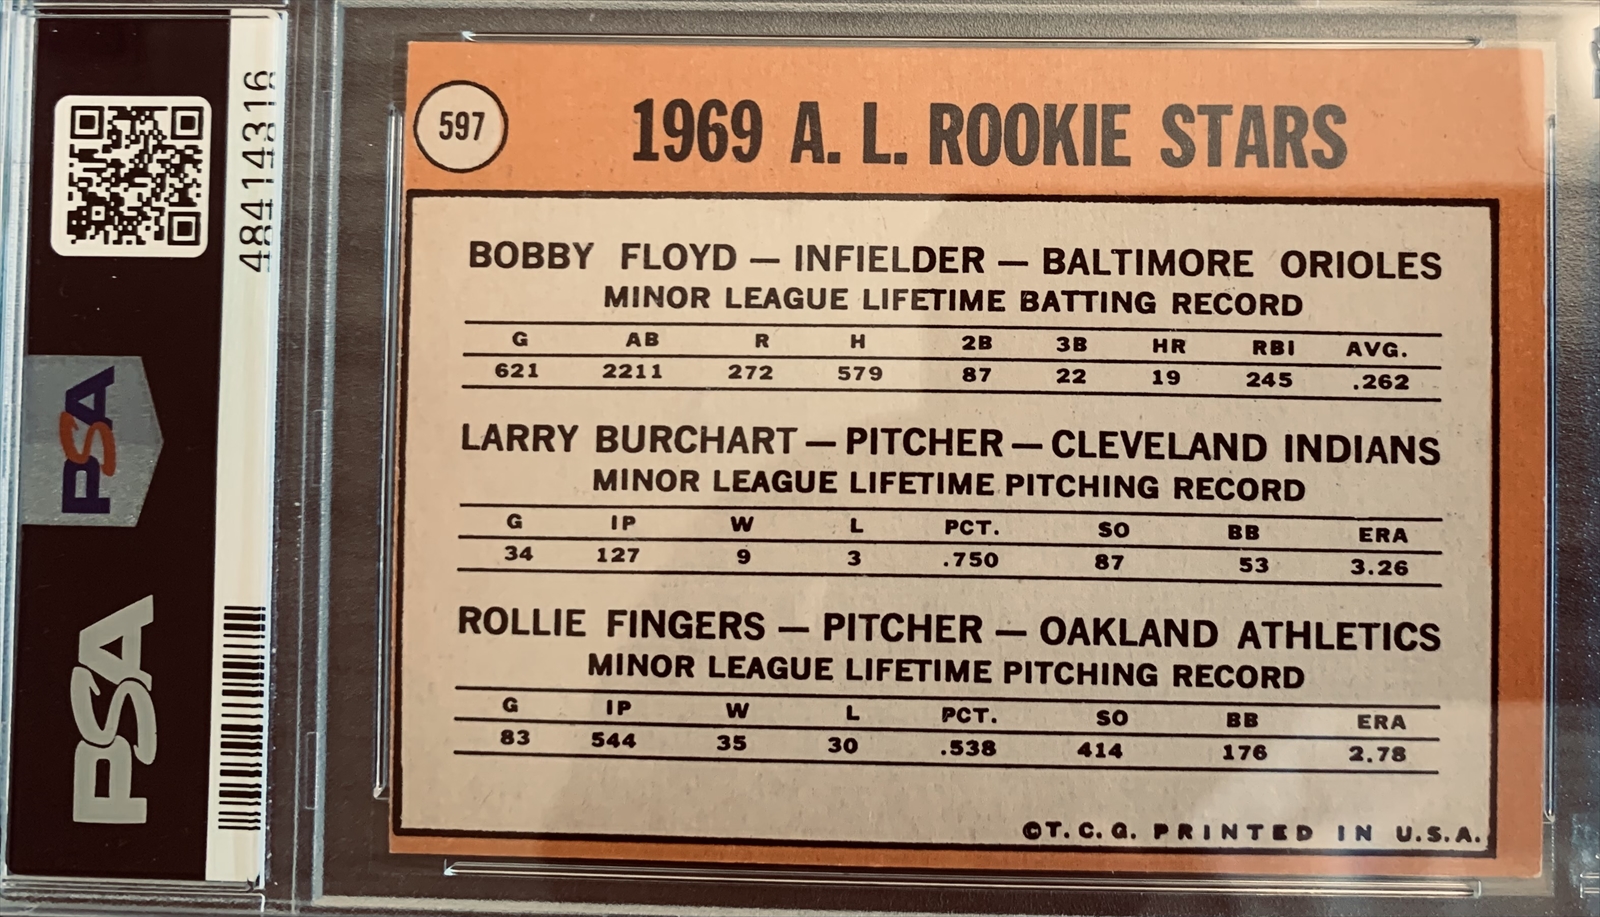 48414316
PSA
PSA
597
1969 A. L. ROOKIE STARS
BOBBY FLOYD — INFIELDER — BALTIMORE ORIOLES
MINOR LEAGUE LIFETIME BATTING RECORD
G AB R H 2B 3B HR RBI AVG.
621 2211 272 579 87 22 19 245 .262
LARRY BURCHART — PITCHER — CLEVELAND INDIANS
MINOR LEAGUE LIFETIME PITCHING RECORD
G IP W L PCT. SO BB ERA
34 127 9 3 .750 87 53 3.26
ROLLIE FINGERS — PITCHER — OAKLAND ATHLETICS
MINOR LEAGUE LIFETIME PITCHING RECORD
G IP W L PCT. SO BB ERA
83 544 35 30 .538 414 176 2.78
©T. C. G. PRINTED IN U.S.A.